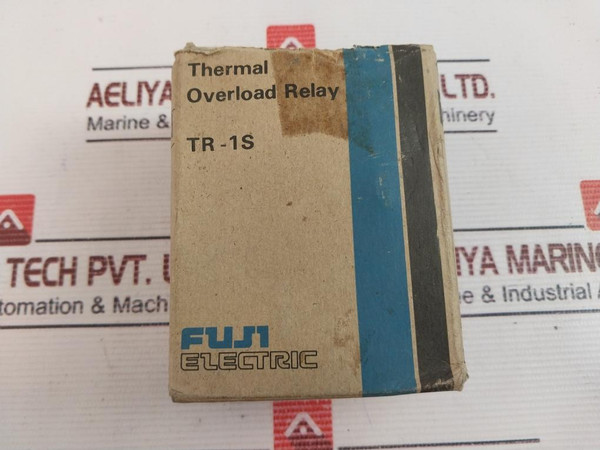 Thermal
Overload Relay
TR-1S
FUJI
ELECTRIC
AELIYA
LTD.
Marine &
hinery
TECH PVT.
IYA MARIN
tomation & Mach
e & Industrial